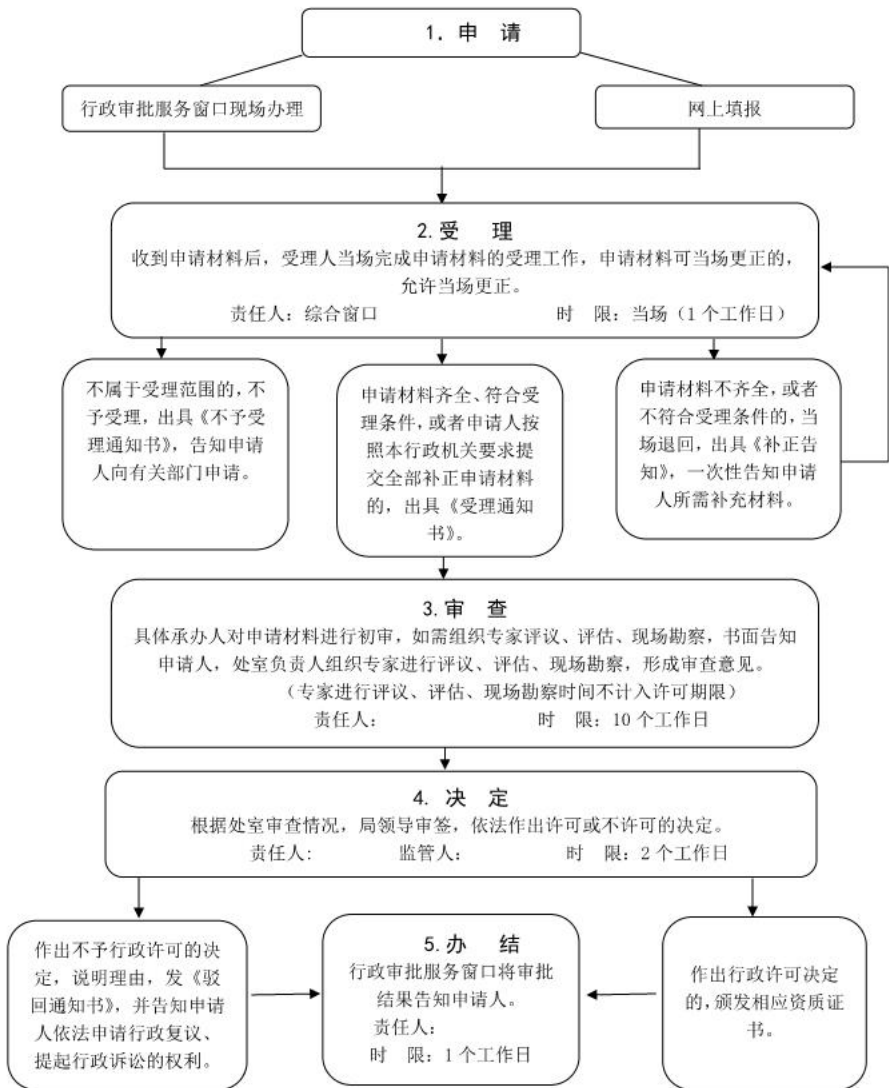 1. 申 请
行政审批服务窗口现场办理
网上填报
2. 受 理
收到申请材料后，受理人当场完成申请材料的受理工作，申请材料可当场更正的，
允许当场更正。
责任人：综合窗口 时 限：当场（1 个工作日）
不属于受理范围的，不
予受理，出具《不予受
理通知书》，告知申请
人向有关部门申请。
申请材料齐全、符合受
理条件，或者申请人按
照本行政机关要求提
交全部补正申请材料
的，出具《受理通知
书》。
申请材料不齐全，或者
不符合受理条件的，当
场退回，出具《补正告
知》，一次性告知申请
人所需补充材料。
3. 审 查
具体承办人对申请材料进行初审，如需组织专家评议、评估、现场勘察，书面告知
申请人，处室负责人组织专家进行评议、评估、现场勘察，形成审查意见。
（专家进行评议、评估、现场勘察时间不计入许可期限）
责任人： 时 限：10 个工作日
4. 决 定
根据处室审查情况，局领导审签，依法作出许可或不许可的决定。
责任人: 监管人: 时 限：2 个工作日
作出不予行政许可的决
定，说明理由，发《驳
回通知书》，并告知申请
人依法申请行政复议、
提起行政诉讼的权利。
5. 办 结
行政审批服务窗口将审批
结果告知申请人。
责任人：
时 限：1 个工作日
作出行政许可决定
的，颁发相应资质证
书。